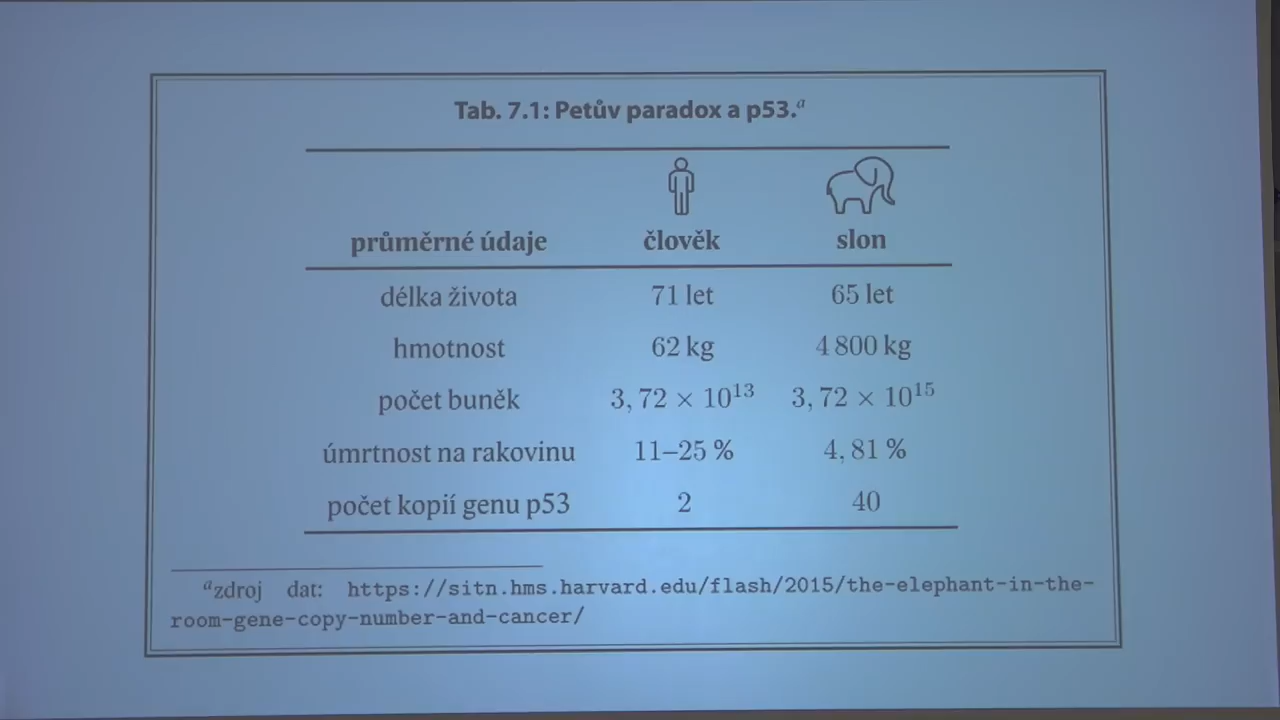 Tab. 7.1: Petův paradox a p53.ᵃ
průměrné údaje člověk slon
délka života 71 let 65 let
hmotnost 62 kg 4 800 kg
počet buněk 3,72 × 10¹³ 3,72 × 10¹⁵
úmrtnost na rakovinu 11–25 % 4,81 %
počet kopií genu p53 2 40
ᵃzdroj dat: https://sitn.hms.harvard.edu/flash/2015/the-elephant-in-the-
room-gene-copy-number-and-cancer/